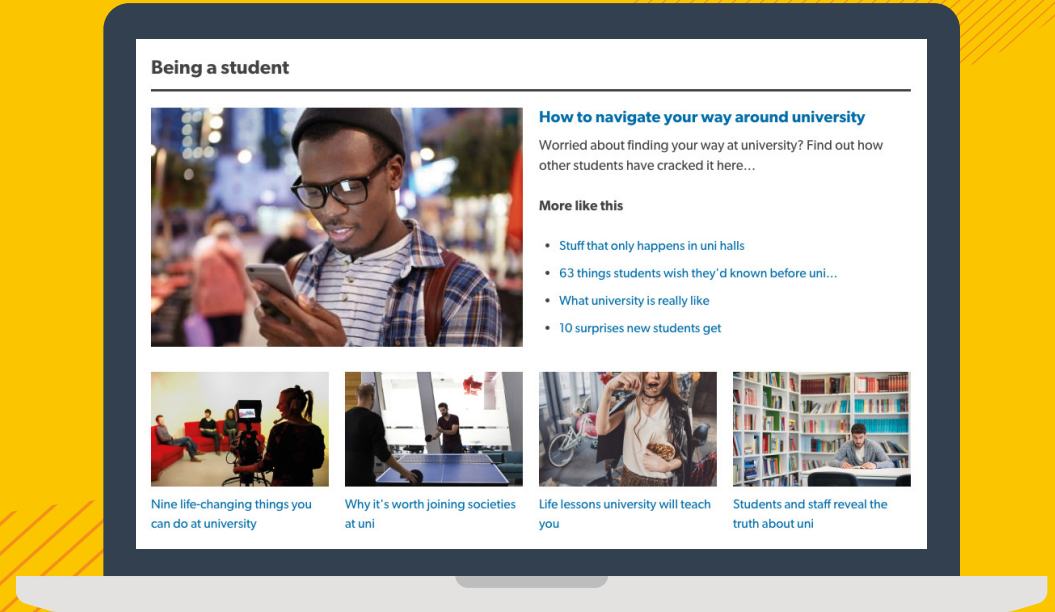 Being a student
How to navigate your way around university
Worried about finding your way at university? Find out how
other students have cracked it here...
More like this
• Stuff that only happens in uni halls
• 63 things students wish they'd known before uni...
• What university is really like
• 10 surprises new students get
Nine life-changing things you
can do at university
Why it's worth joining societies
at uni
Life lessons university will teach
you
Students and staff reveal the
truth about uni